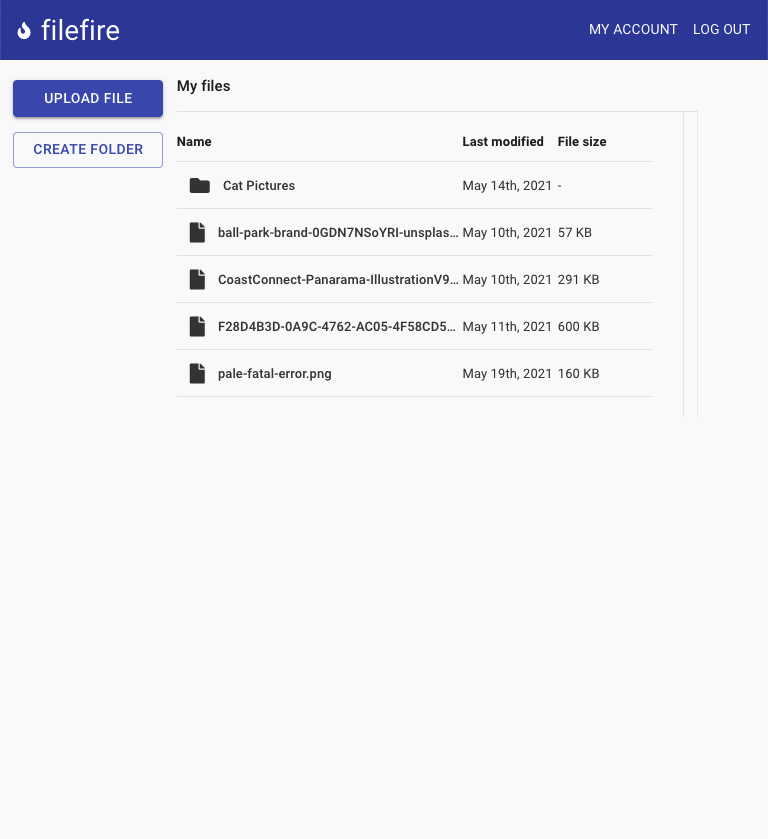 filefire
MY ACCOUNT LOG OUT
UPLOAD FILE
CREATE FOLDER
My files
Name Last modified File size
Cat Pictures May 14th, 2021 -
ball-park-brand-0GDN7NSoYRI-unsplas... May 10th, 2021 57 KB
CoastConnect-Panarama-IllustrationV9... May 10th, 2021 291 KB
F28D4B3D-0A9C-4762-AC05-4F58CD5... May 11th, 2021 600 KB
pale-fatal-error.png May 19th, 2021 160 KB